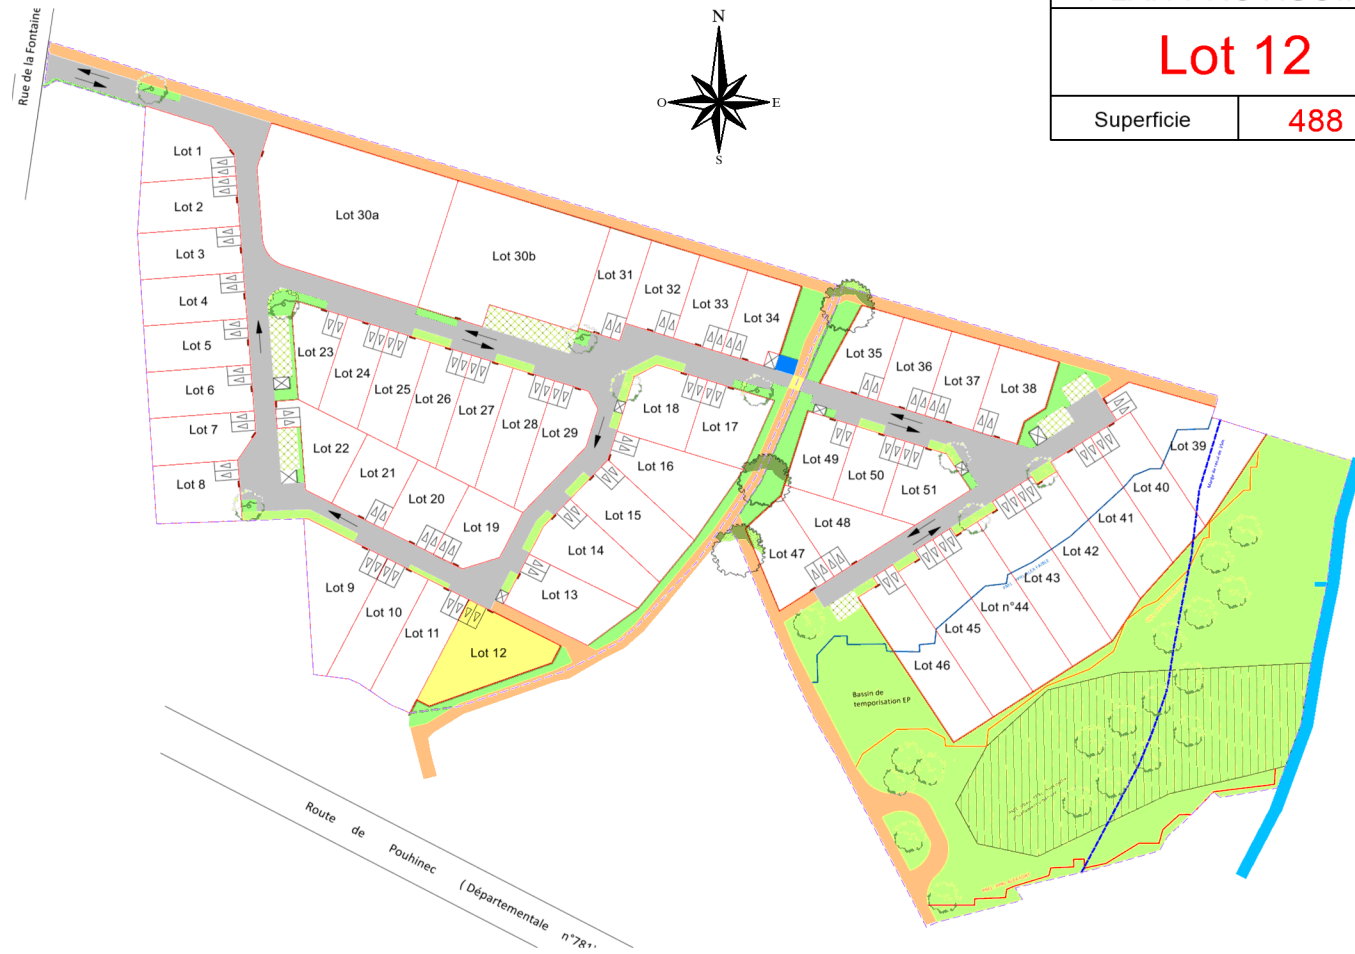 Rue de la Fontaine
N
O
E
S
Lot 12
Superficie
488
Lot 1
Lot 2
Lot 3
Lot 4
Lot 5
Lot 6
Lot 7
Lot 8
Lot 30a
Lot 30b
Lot 31
Lot 32
Lot 33
Lot 34
Lot 35
Lot 36
Lot 37
Lot 38
Lot 39
Lot 40
Lot 41
Lot 42
Lot 43
Lot n°44
Lot 45
Lot 46
Lot 23
Lot 24
Lot 25
Lot 26
Lot 27
Lot 28
Lot 29
Lot 18
Lot 17
Lot 16
Lot 15
Lot 14
Lot 13
Lot 22
Lot 21
Lot 20
Lot 19
Lot 49
Lot 50
Lot 51
Lot 48
Lot 47
Lot 9
Lot 10
Lot 11
Lot 12
Bassin de
temporisation EP
Route de Pouhinec (Départementale n°781